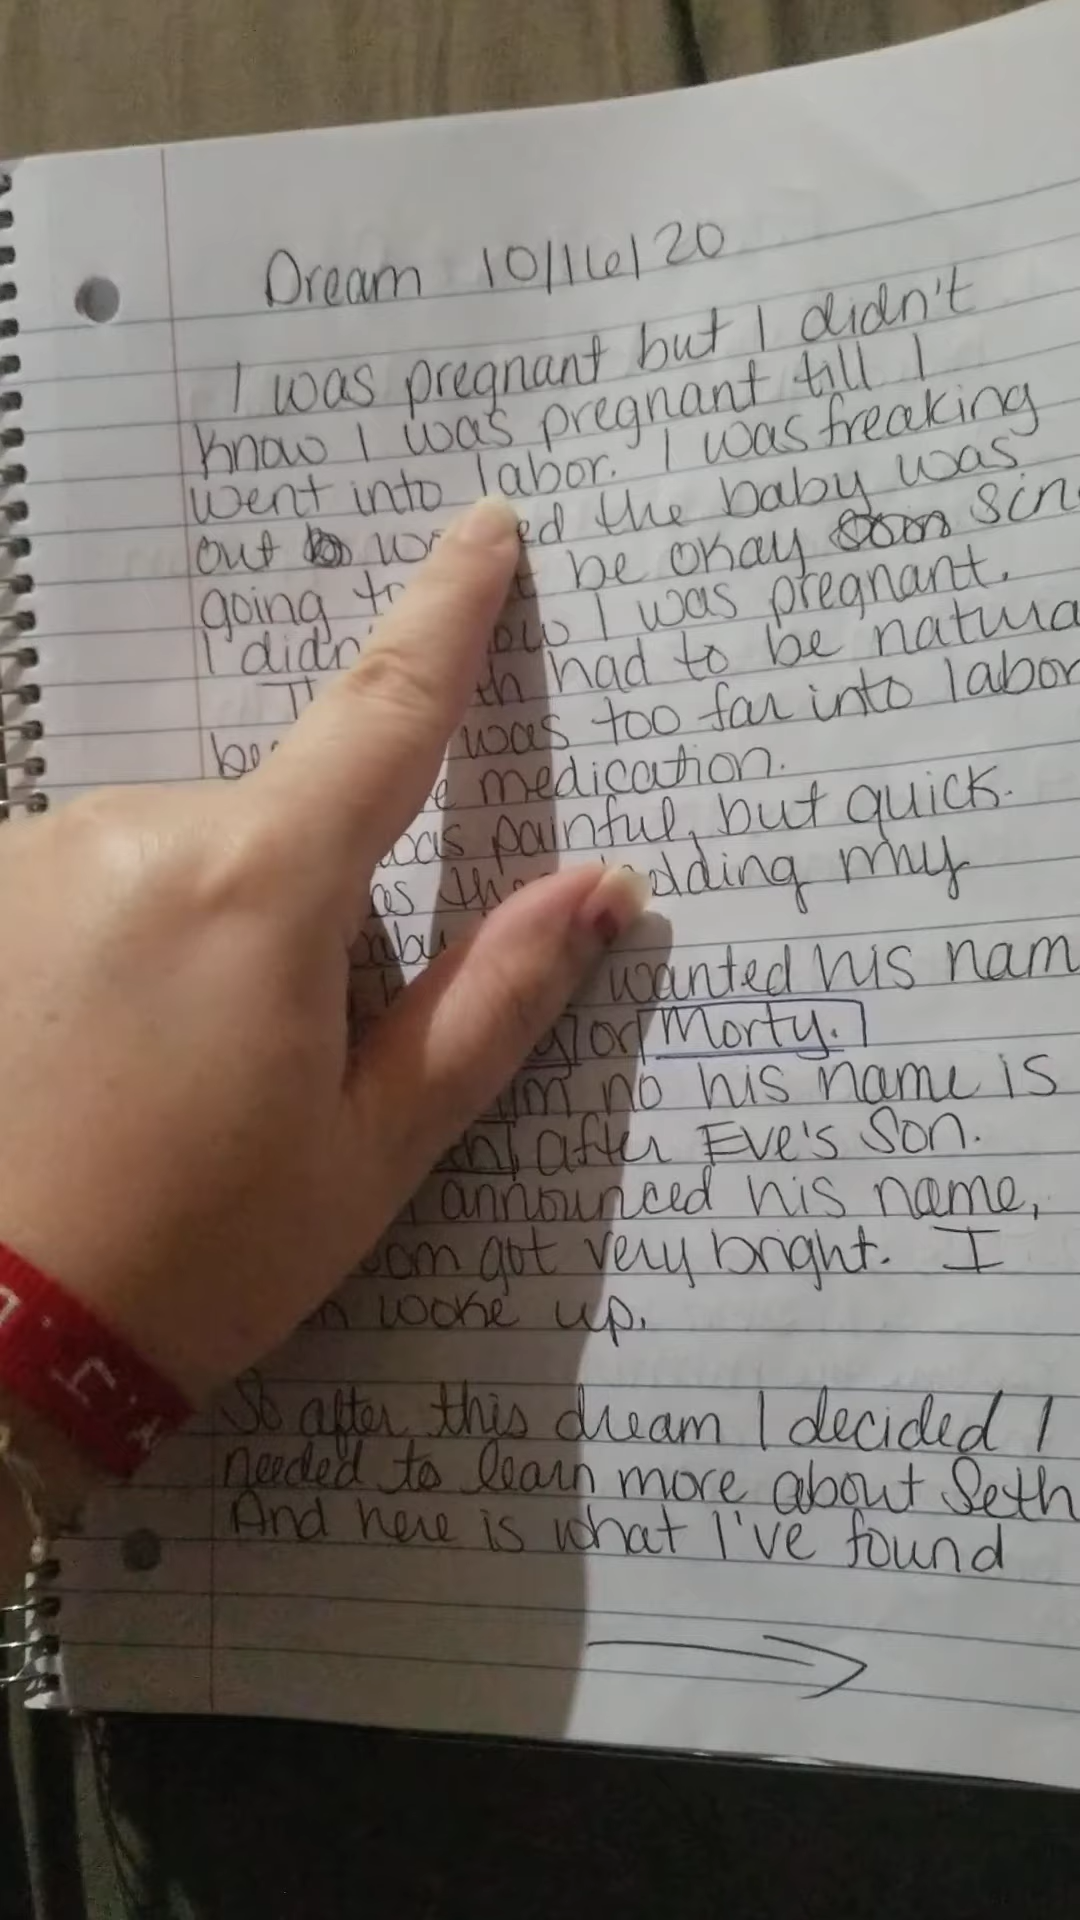 Dream 10/16/20
I was pregnant but I didn't
know I was pregnant till I
went into labor. I was freaking
out the baby was
going be okay sin
I didn' I was pregnant.
had to be natura
was too far into labor
medication.
was painful, but quick.
as my
wanted his nam
or Morty.
no his name is
after Eve's Son.
announced his name,
got very bright. I
woke up.
So after this dream I decided I
needed to learn more about Seth
And here is what I've found